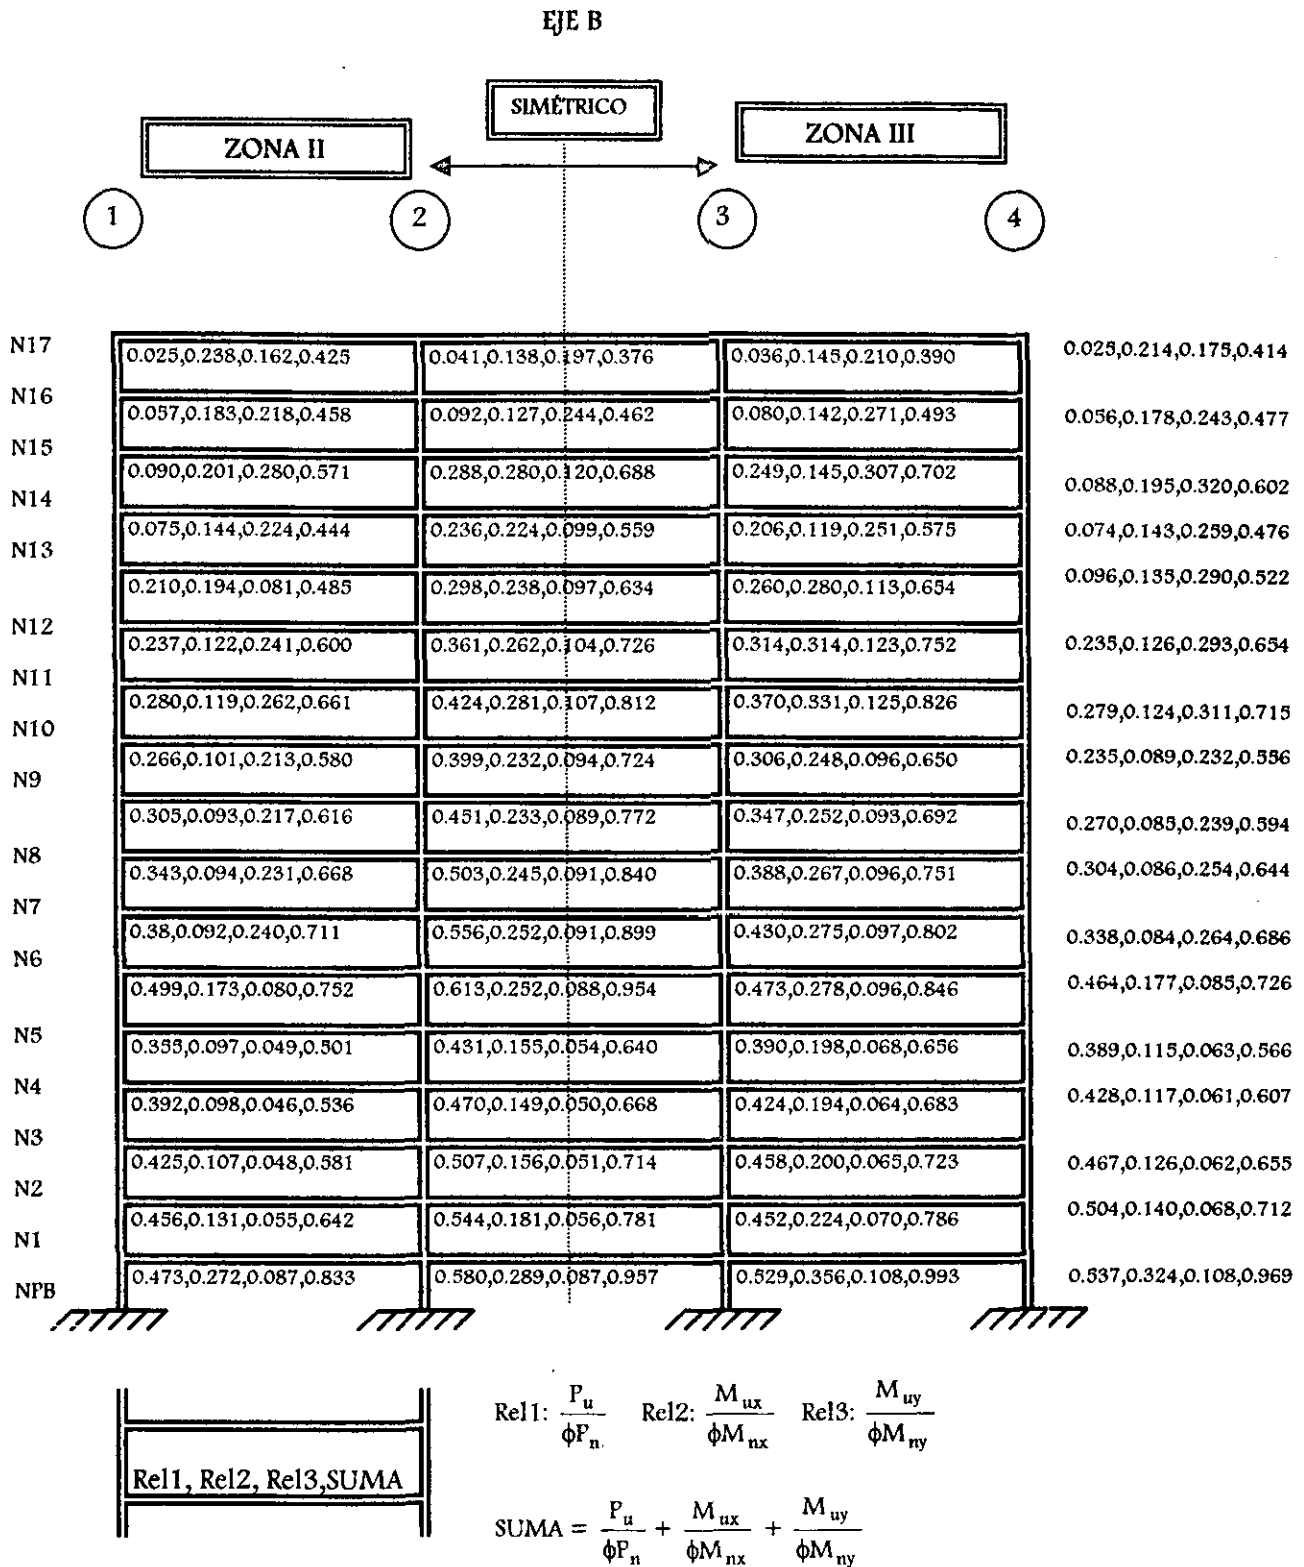 EJE B
SIMÉTRICO
ZONA II
ZONA III
1 2 3 4
N17
0.025,0.238,0.162,0.425 0.041,0.138,0.197,0.376 0.036,0.145,0.210,0.390 0.025,0.214,0.175,0.414
N16
0.057,0.183,0.218,0.458 0.092,0.127,0.244,0.462 0.080,0.142,0.271,0.493 0.056,0.178,0.243,0.477
N15
0.090,0.201,0.280,0.571 0.288,0.280,0.120,0.688 0.249,0.145,0.307,0.702 0.088,0.195,0.320,0.602
N14
0.075,0.144,0.224,0.444 0.236,0.224,0.099,0.559 0.206,0.119,0.251,0.575 0.074,0.143,0.259,0.476
N13
0.210,0.194,0.081,0.485 0.298,0.238,0.097,0.634 0.260,0.280,0.113,0.654 0.096,0.135,0.290,0.522
N12
0.237,0.122,0.241,0.600 0.361,0.262,0.104,0.726 0.314,0.314,0.123,0.752 0.235,0.126,0.293,0.654
N11
0.280,0.119,0.262,0.661 0.424,0.281,0.107,0.812 0.370,0.331,0.125,0.826 0.279,0.124,0.311,0.715
N10
0.266,0.101,0.213,0.580 0.399,0.232,0.094,0.724 0.306,0.248,0.096,0.650 0.235,0.089,0.232,0.556
N9
0.305,0.093,0.217,0.616 0.451,0.233,0.089,0.772 0.347,0.252,0.093,0.692 0.270,0.085,0.239,0.594
N8
0.343,0.094,0.231,0.668 0.503,0.245,0.091,0.840 0.388,0.267,0.096,0.751 0.304,0.086,0.254,0.644
N7
0.38,0.092,0.240,0.711 0.556,0.252,0.091,0.899 0.430,0.275,0.097,0.802 0.338,0.084,0.264,0.686
N6
0.499,0.173,0.080,0.752 0.613,0.252,0.088,0.954 0.473,0.278,0.096,0.846 0.464,0.177,0.085,0.726
N5
0.353,0.097,0.049,0.501 0.431,0.155,0.054,0.640 0.390,0.198,0.068,0.656 0.389,0.115,0.063,0.566
N4
0.392,0.098,0.046,0.536 0.470,0.149,0.050,0.668 0.424,0.194,0.064,0.683 0.428,0.117,0.061,0.607
N3
0.425,0.107,0.048,0.581 0.507,0.156,0.051,0.714 0.458,0.200,0.065,0.723 0.467,0.126,0.062,0.655
N2
0.456,0.131,0.055,0.642 0.544,0.181,0.056,0.781 0.452,0.224,0.070,0.786 0.504,0.140,0.068,0.712
N1
NPB
0.473,0.272,0.087,0.833 0.580,0.289,0.087,0.957 0.529,0.356,0.108,0.993 0.537,0.324,0.108,0.969
Rel1: P_u / ϕP_n Rel2: M_ux / ϕM_nx Rel3: M_uy / ϕM_ny
Rel1, Rel2, Rel3,SUMA
SUMA = P_u / ϕP_n + M_ux / ϕM_nx + M_uy / ϕM_ny